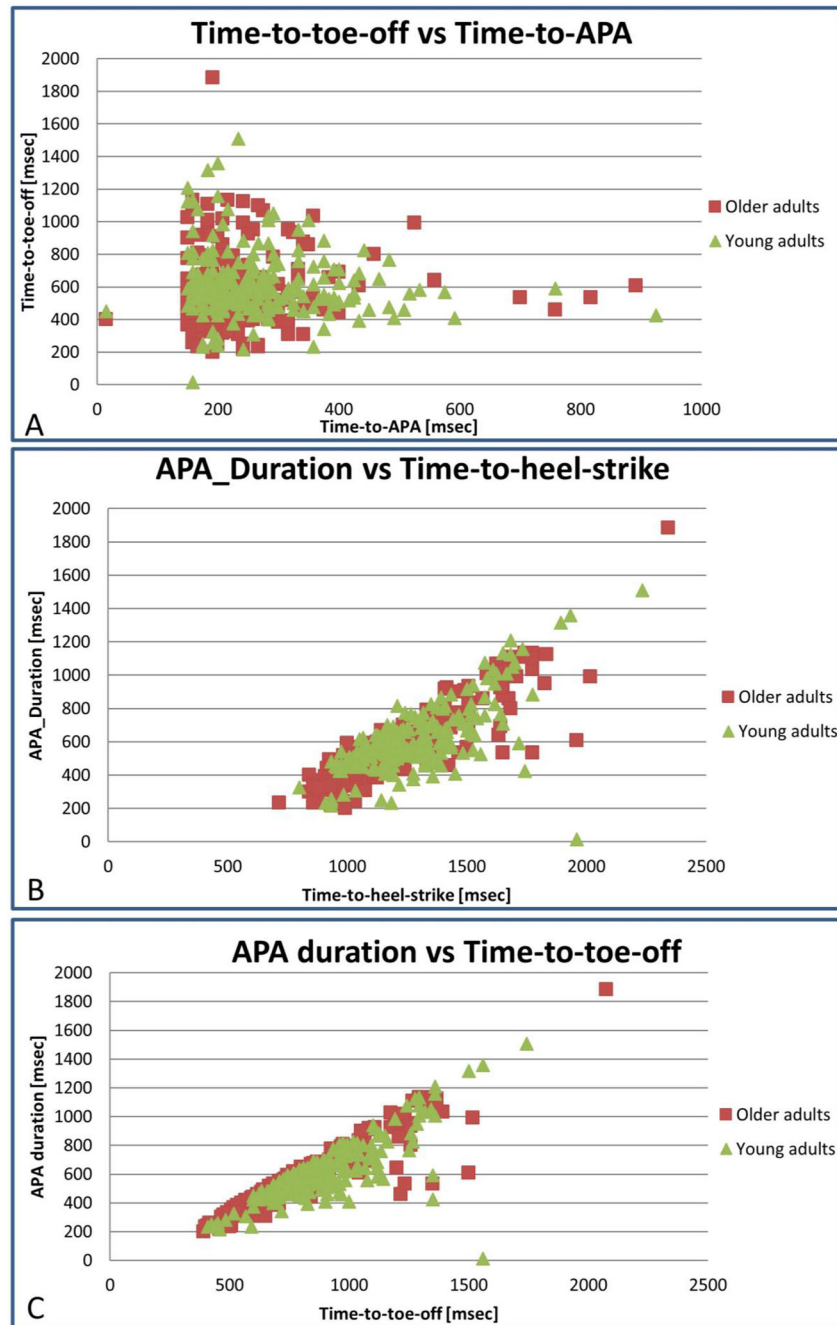 Time-to-toe-off vs Time-to-APA
2000
1800
1600
1400
1200
1000
800
600
400
200
0
Time-to-toe-off [msec]
0 200 400 600 800 1000
Time-to-APA [msec]
Older adults
Young adults
A
APA_Duration vs Time-to-heel-strike
2000
1800
1600
1400
1200
1000
800
600
400
200
0
APA_Duration [msec]
0 500 1000 1500 2000 2500
Time-to-heel-strike [msec]
Older adults
Young adults
B
APA duration vs Time-to-toe-off
2000
1800
1600
1400
1200
1000
800
600
400
200
0
APA duration [msec]
0 500 1000 1500 2000 2500
Time-to-toe-off [msec]
Older adults
Young adults
C